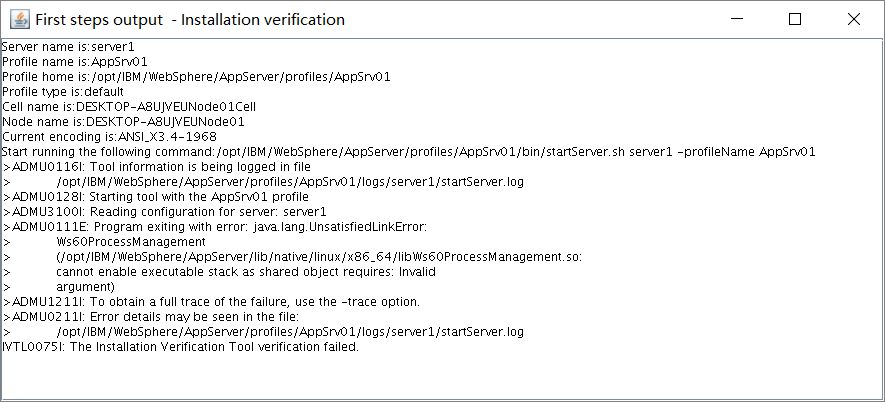 First steps output - Installation verification
Server name is:server1
Profile name is:AppSrv01
Profile home is:/opt/IBM/WebSphere/AppServer/profiles/AppSrv01
Profile type is:default
Cell name is:DESKTOP-A8UJVEUNode01Cell
Node name is:DESKTOP-A8UJVEUNode01
Current encoding is:ANSI_X3.4-1968
Start running the following command:/opt/IBM/WebSphere/AppServer/profiles/AppSrv01/bin/startServer.sh server1 -profileName AppSrv01
>ADMU0116I: Tool information is being logged in file
> /opt/IBM/WebSphere/AppServer/profiles/AppSrv01/logs/server1/startServer.log
>ADMU0128I: Starting tool with the AppSrv01 profile
>ADMU3100I: Reading configuration for server: server1
>ADMU0111E: Program exiting with error: java.lang.UnsatisfiedLinkError:
> Ws60ProcessManagement
> (/opt/IBM/WebSphere/AppServer/lib/native/linux/x86_64/libWs60ProcessManagement.so:
> cannot enable executable stack as shared object requires: Invalid
> argument)
>ADMU1211I: To obtain a full trace of the failure, use the -trace option.
>ADMU0211I: Error details may be seen in the file:
> /opt/IBM/WebSphere/AppServer/profiles/AppSrv01/logs/server1/startServer.log
IVTL0075I: The Installation Verification Tool verification failed.